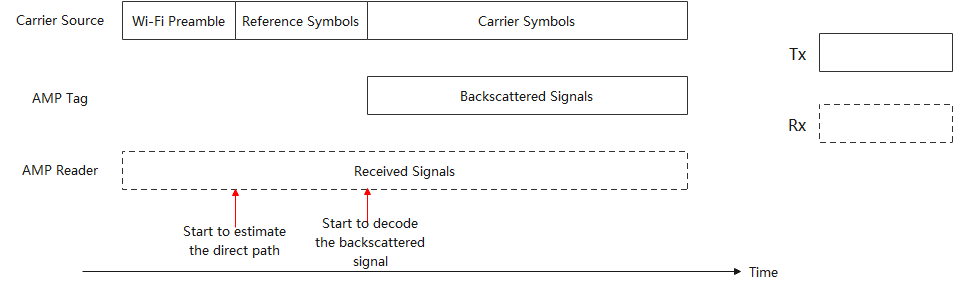 Carrier Source
Wi-Fi Preamble
Reference Symbols
Carrier Symbols
Tx
AMP Tag
Backscattered Signals
Rx
AMP Reader
Received Signals
Start to estimate
the direct path
Start to decode
the backscattered
signal
Time